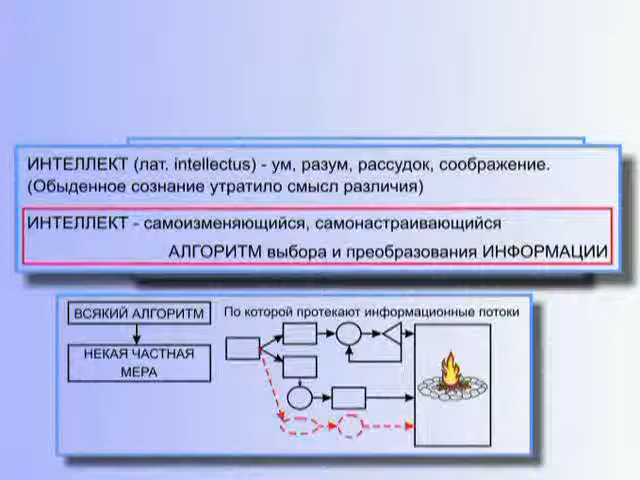 ИНТЕЛЛЕКТ (лат. intellectus) - ум, разум, рассудок, соображение.
(Обыденное сознание утратило смысл различия)
ИНТЕЛЛЕКТ - самоизменяющийся, самонастраивающийся
АЛГОРИТМ выбора и преобразования ИНФОРМАЦИИ
ВСЯКИЙ АЛГОРИТМ
НЕКАЯ ЧАСТНАЯ
МЕРА
По которой протекают информационные потоки